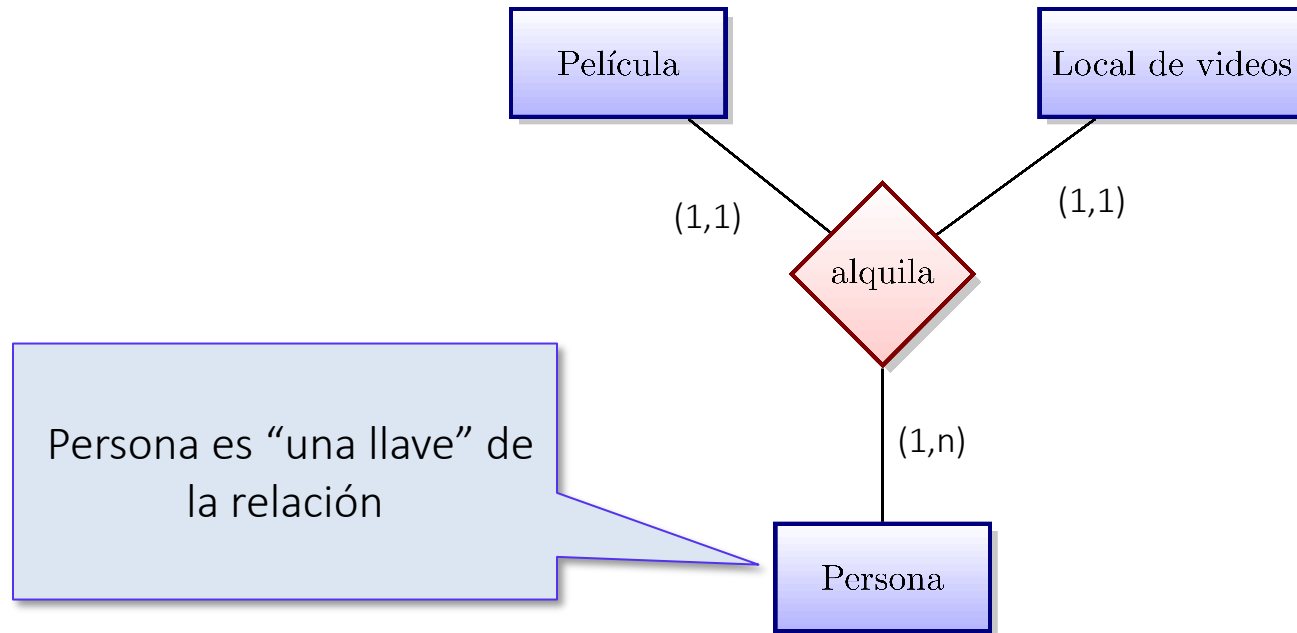 Película
Local de videos
(1,1)
(1,1)
alquila
Persona es “una llave” de
la relación
(1,n)
Persona